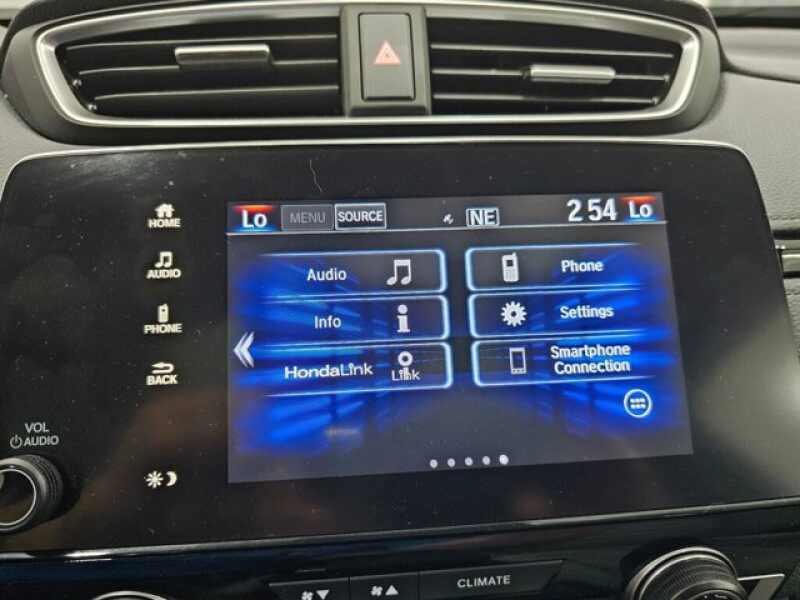 Lo MENU SOURCE NE 2 54 Lo
HOME
AUDIO
PHONE
BACK
VOL
AUDIO
Audio
Phone
Info
Settings
HondaLink
Link
Smartphone
Connection
CLIMATE